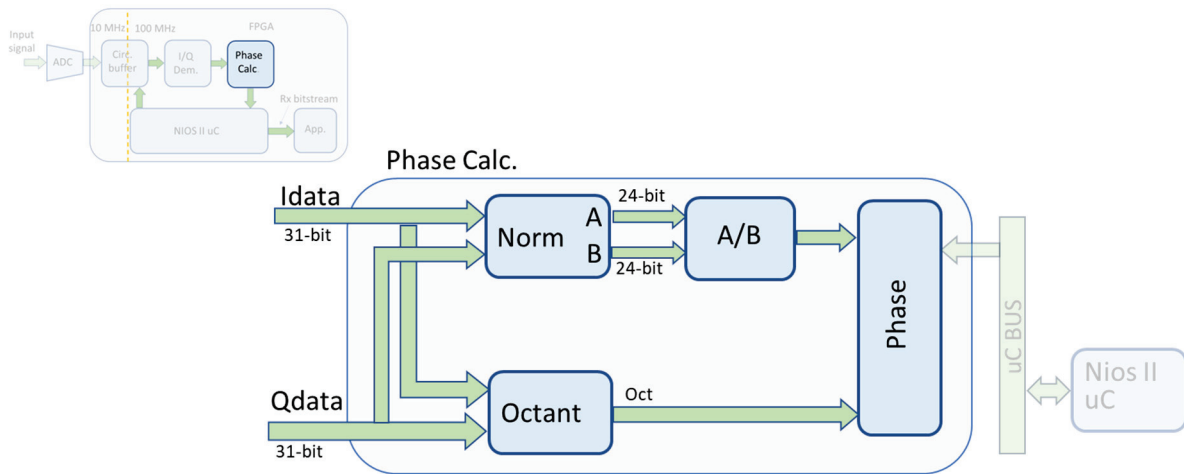 Input
signal
ADC
10 MHz
100 MHz
FPGA
Circ.
buffer
I/Q
Dem.
Phase
Calc.
Rx bitstream
NIOS II uC
App.
Phase Calc.
Idata
31-bit
Norm
A
B
24-bit
24-bit
A/B
Phase
uC BUS
Nios II
uC
Qdata
31-bit
Octant
Oct